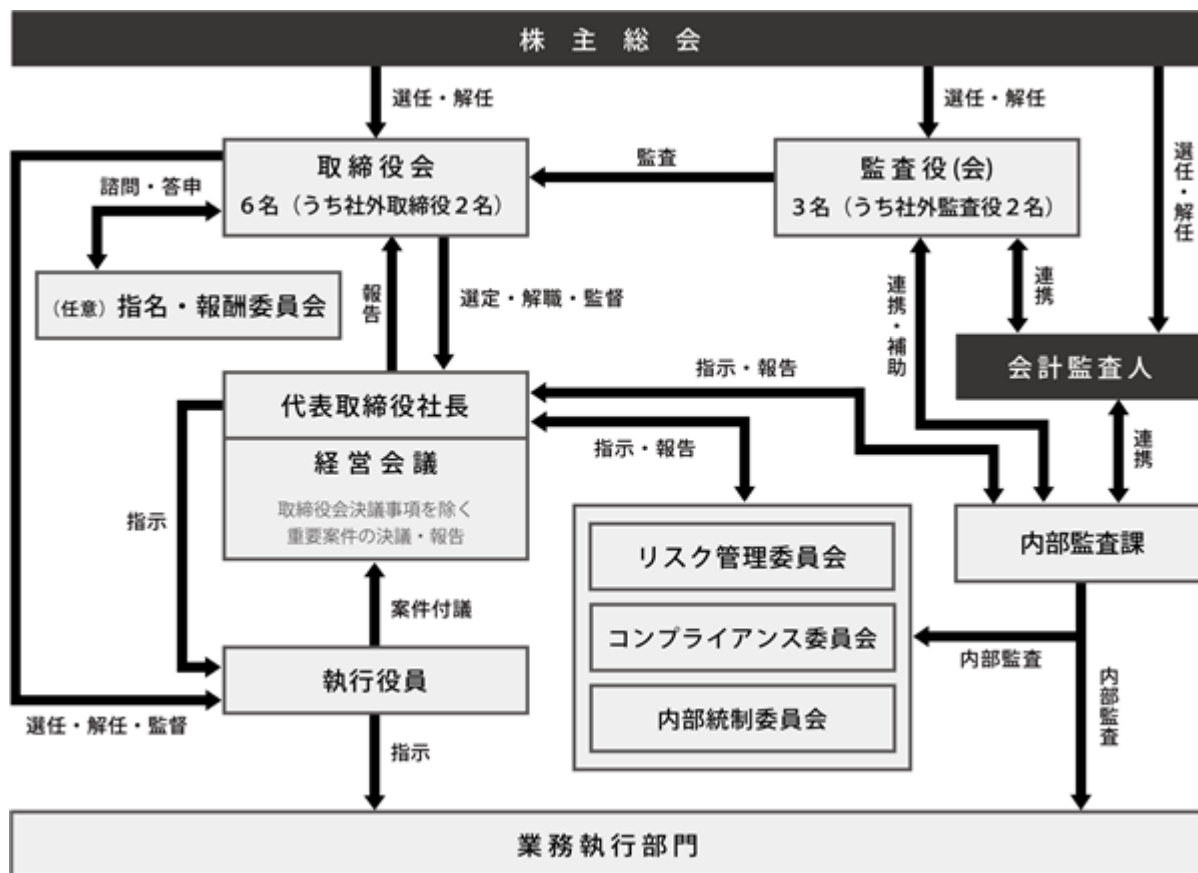 株主総会
選任・解任
選任・解任
選任・解任
取締役会
6名（うち社外取締役2名）
監査
監査役(会)
3名（うち社外監査役2名）
諮問・答申
（任意）指名・報酬委員会
報告
選定・解職・監督
連携・補助
連携
会計監査人
指示・報告
代表取締役社長
指示・報告
連携
経営会議
取締役会決議事項を除く
重要案件の決議・報告
指示
リスク管理委員会
内部監査課
案件付議
コンプライアンス委員会
内部監査
執行役員
内部統制委員会
内部監査
選任・解任・監督
指示
業務執行部門